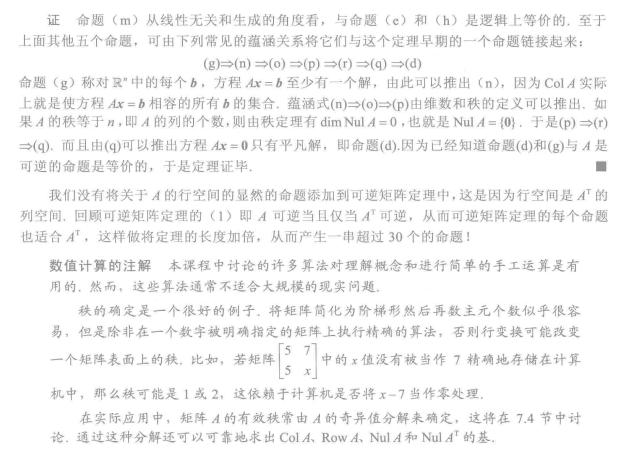 证 命题（m）从线性无关和生成的角度看，与命题（e）和（h）是逻辑上等价的. 至于
上面其他五个命题，可由下列常见的蕴涵关系将它们与这个定理早期的一个命题链接起来：
(g)⇒(n) ⇒(o) ⇒(p) ⇒(r) ⇒(q) ⇒(d)
命题（g）称对 ℝⁿ 中的每个 b，方程 Ax = b 至少有一个解，由此可以推出（n），因为 Col A 实际
上就是使方程 Ax = b 相容的所有 b 的集合. 蕴涵式(n)⇒(o)⇒(p)由维数和秩的定义可以推出. 如
果 A 的秩等于 n，即 A 的列的个数，则由秩定理有 dim Nul A = 0，也就是 Nul A = {0}. 于是(p) ⇒(r)
⇒(q). 而且由(q)可以推出方程 Ax = 0 只有平凡解，即命题(d).因为已经知道命题(d)和(g)与 A 是
可逆的命题是等价的，于是定理证毕. ■
我们没有将关于 A 的行空间的显然的命题添加到可逆矩阵定理中，这是因为行空间是 Aᵀ 的
列空间. 回顾可逆矩阵定理的（1）即 A 可逆当且仅当 Aᵀ 可逆，从而可逆矩阵定理的每个命题
也适合 Aᵀ，这样做将定理的长度加倍，从而产生一串超过 30 个的命题！
数值计算的注解 本课程中讨论的许多算法对理解概念和进行简单的手工运算是有
用的. 然而，这些算法通常不适合大规模的现实问题.
秩的确定是一个很好的例子. 将矩阵简化为阶梯形然后再数主元个数似乎很容
易，但是除非在一个数字被明确指定的矩阵上执行精确的算法，否则行变换可能改变
一个矩阵表面上的秩. 比如，若矩阵 [5 7; 5 x] 中的 x 值没有被当作 7 精确地存储在计算
机中，那么秩可能是 1 或 2，这依赖于计算机是否将 x−7 当作零处理.
在实际应用中，矩阵 A 的有效秩常由 A 的奇异值分解来确定，这将在 7.4 节中讨
论. 通过这种分解还可以可靠地求出 Col A、Row A、Nul A 和 Nul Aᵀ 的基.